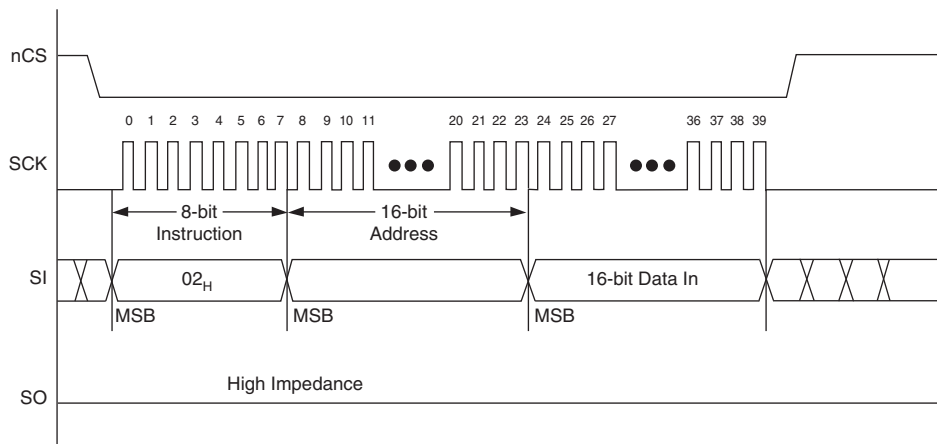 nCS
0 1 2 3 4 5 6 7 8 9 10 11 20 21 22 23 24 25 26 27 36 37 38 39
SCK
8-bit
Instruction
16-bit
Address
SI
02H
16-bit Data In
MSB
MSB
MSB
High Impedance
SO